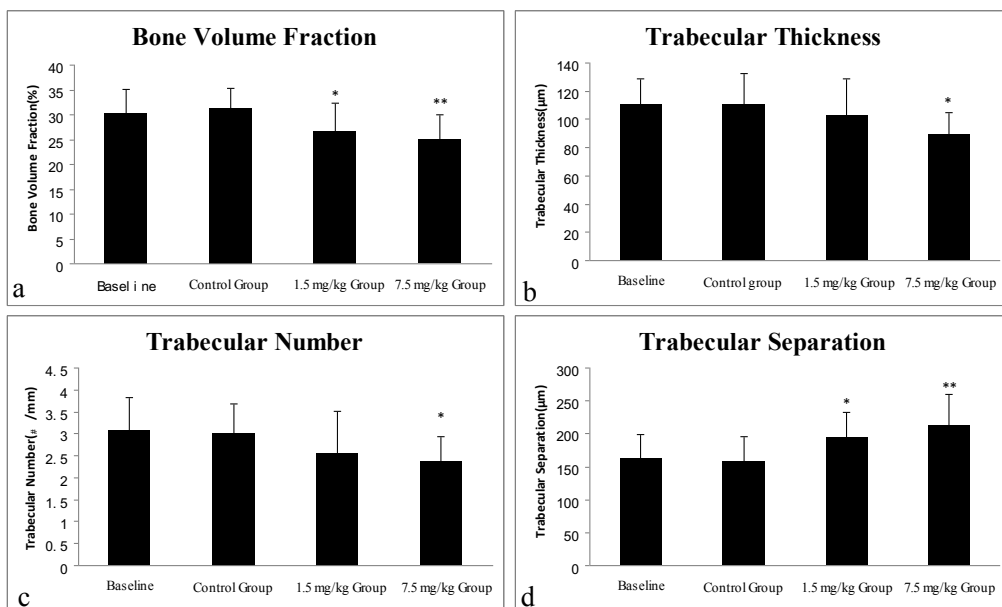 Bone Volume Fraction
Bone Volume Fraction(%)
40
35
30
25
20
15
10
5
0
*
**
Baseline
Control Group
1.5 mg/kg Group
7.5 mg/kg Group
a
Trabecular Thickness
Trabecular Thickness(μm)
140
120
100
80
60
40
20
0
*
Baseline
Control group
1.5 mg/kg Group
7.5 mg/kg Group
b
Trabecular Number
Trabecular Number(# /mm)
4.5
4
3.5
3
2.5
2
1.5
1
0.5
0
*
Baseline
Control Group
1.5 mg/kg Group
7.5 mg/kg Group
c
Trabecular Separation
Trabecular Separation(μm)
300
250
200
150
100
50
0
*
**
Baseline
Control Group
1.5 mg/kg Group
7.5 mg/kg Group
d